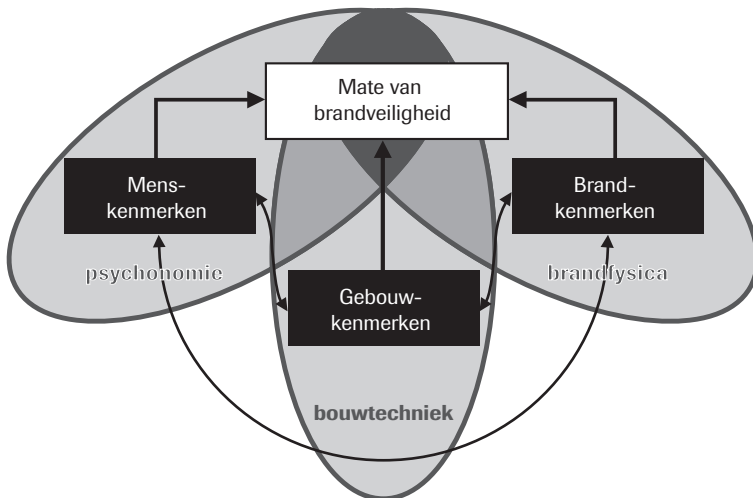 Mate van
brandveiligheid
Mens-
kenmerken
Brand-
kenmerken
psychonomie
brandfysica
Gebouw-
kenmerken
bouwtechniek